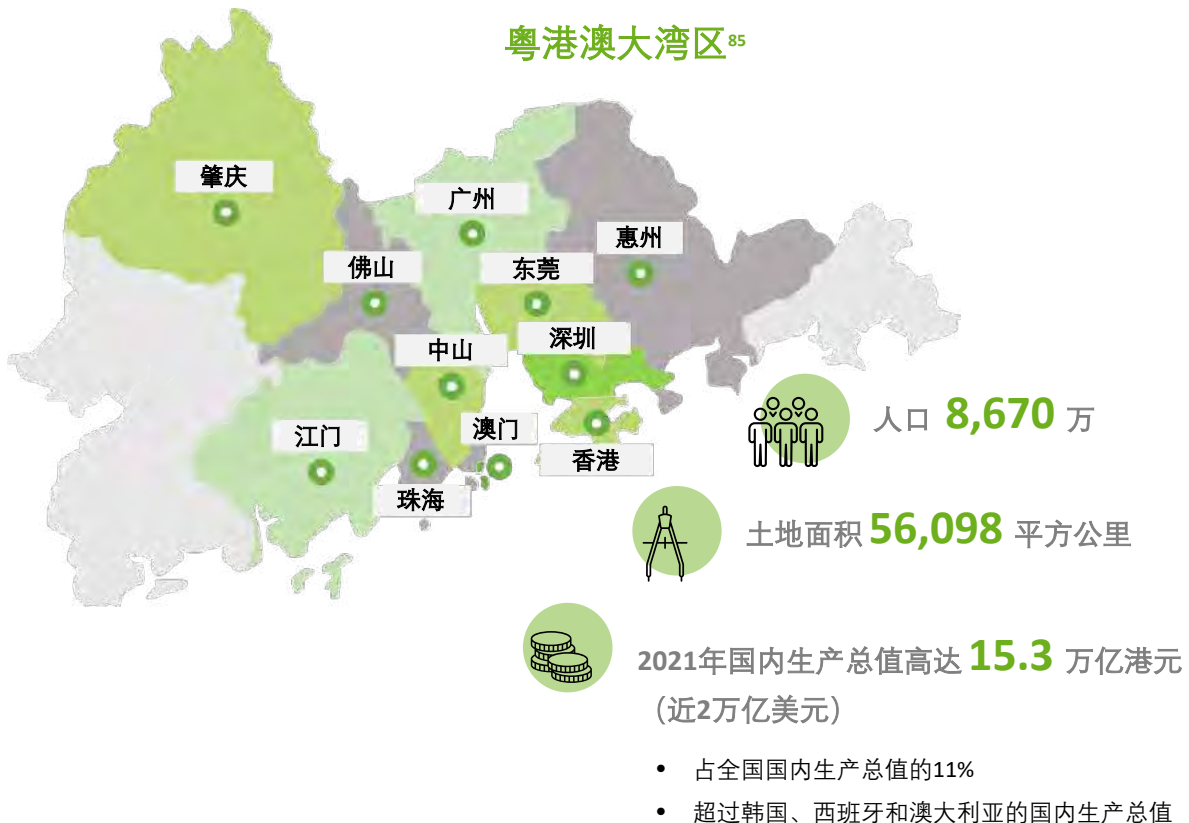 粤港澳大湾区85
肇庆
广州
惠州
佛山
东莞
深圳
中山
江门
澳门
香港
珠海
人口 8,670 万
土地面积 56,098 平方公里
2021年国内生产总值高达 15.3 万亿港元
（近2万亿美元）
• 占全国国内生产总值的11%
• 超过韩国、西班牙和澳大利亚的国内生产总值